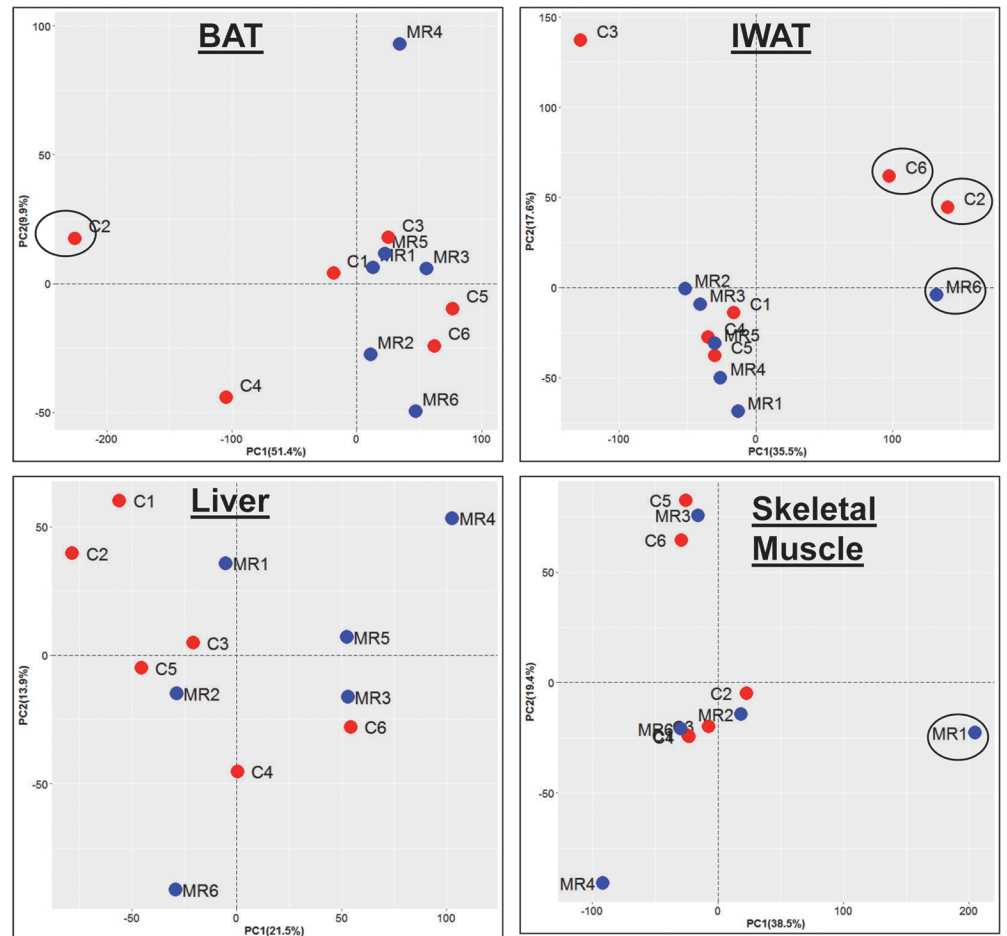 BAT
100
50
0
-50
PC2(9.9%)
MR4
C2
C3
MR5
C1
MR1
MR3
C5
C6
MR2
C4
MR6
-200
-100
0
100
PC1(51.4%)
IWAT
150
100
50
0
-50
PC2(17.6%)
C3
C6
C2
MR6
MR2
MR3
C1
C4
MR5
C5
MR4
MR1
-100
0
100
PC1(35.5%)
Liver
50
0
-50
PC2(13.9%)
C1
MR4
C2
MR1
C3
MR5
C5
MR2
MR3
C6
C4
MR6
-50
0
50
100
PC1(21.5%)
Skeletal
Muscle
50
0
-50
PC2(19.4%)
C5
MR3
C6
C2
MR2
C3
MR6
C4
MR1
MR4
-100
0
100
200
PC1(38.5%)